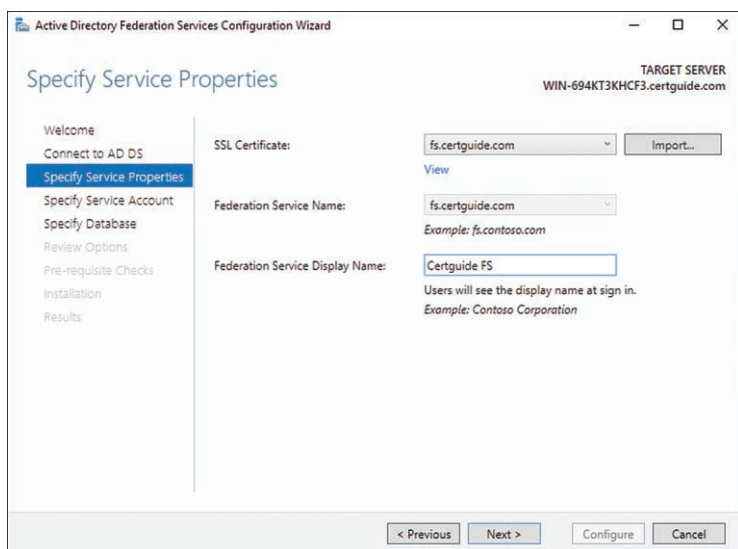 Active Directory Federation Services Configuration Wizard
Specify Service Properties
TARGET SERVER
WIN-694KT3KHCF3.certguide.com
Welcome
Connect to AD DS
Specify Service Properties
Specify Service Account
Specify Database
Review Options
Pre-requisite Checks
Installation
Results
SSL Certificate:
fs.certguide.com
Import...
View
Federation Service Name:
fs.certguide.com
Example: fs.contoso.com
Federation Service Display Name:
Certguide FS
Users will see the display name at sign in.
Example: Contoso Corporation
< Previous
Next >
Configure
Cancel